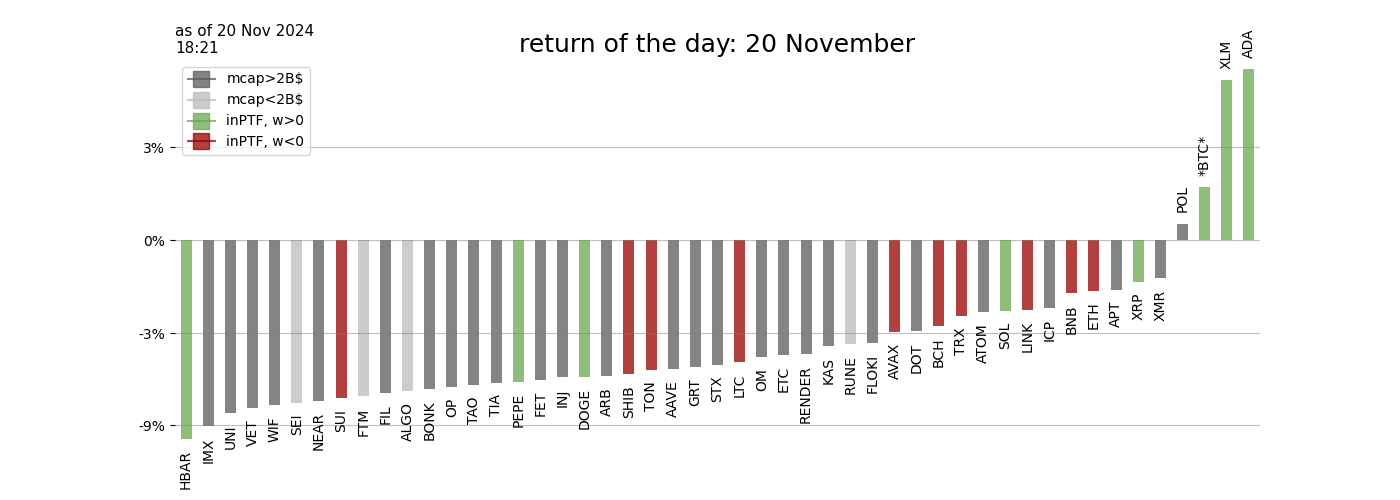 as of 20 Nov 2024
18:21
return of the day: 20 November
mcap>2B$
mcap<2B$
inPTF, w>0
inPTF, w<0
3%
0%
-3%
-9%
HBAR
IMX
UNI
VET
WIF
SEI
NEAR
SUI
FTM
FIL
ALGO
BONK
OP
TAO
TIA
PEPE
FET
INJ
DOGE
ARB
SHIB
TON
AAVE
GRT
STX
LTC
OM
ETC
RENDER
KAS
RUNE
FLOKI
AVAX
DOT
BCH
TRX
ATOM
SOL
LINK
ICP
BNB
ETH
APT
XRP
XMR
POL
*BTC*
XLM
ADA